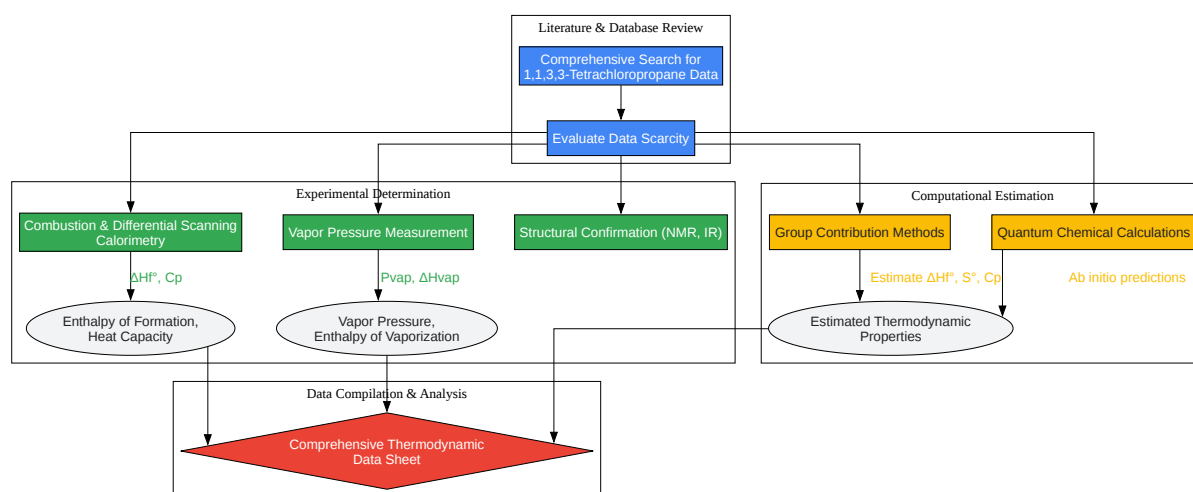 Literature & Database Review
Comprehensive Search for
1,1,3,3-Tetrachloropropane Data
Evaluate Data Scarcity
Experimental Determination
Combustion & Differential Scanning
Calorimetry
Vapor Pressure Measurement
Structural Confirmation (NMR, IR)
ΔHf°, Cp
Pvap, ΔHvap
Enthalpy of Formation,
Heat Capacity
Vapor Pressure,
Enthalpy of Vaporization
Computational Estimation
Group Contribution Methods
Quantum Chemical Calculations
Estimate ΔHf°, S°, Cp
Ab initio predictions
Estimated Thermodynamic
Properties
Data Compilation & Analysis
Comprehensive Thermodynamic
Data Sheet